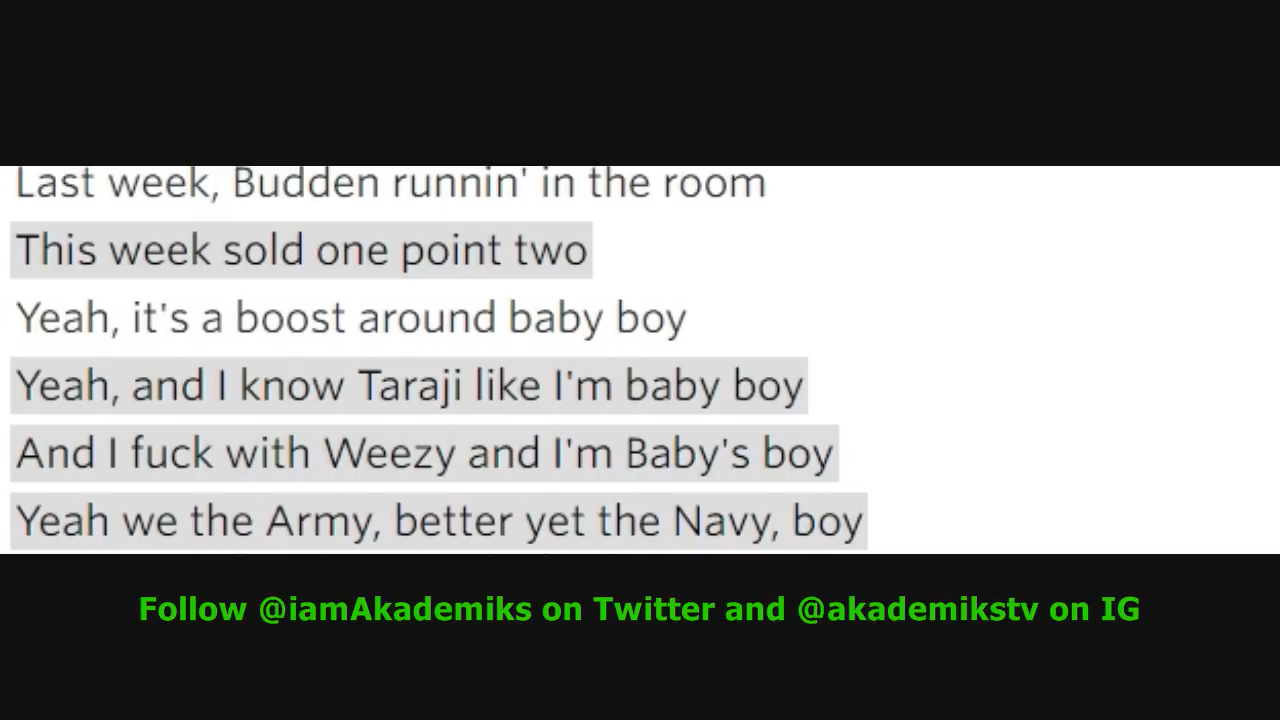 Last week, Budden runnin' in the room
This week sold one point two
Yeah, it's a boost around baby boy
Yeah, and I know Taraji like I'm baby boy
And I fuck with Weezy and I'm Baby's boy
Yeah we the Army, better yet the Navy, boy
Follow @iamAkademiks on Twitter and @akademikstv on IG